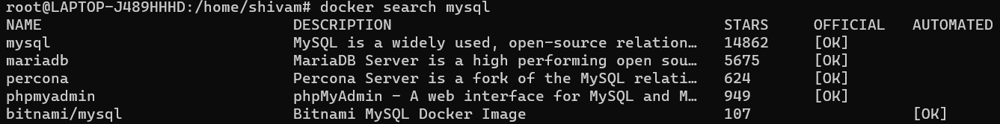 root@LAPTOP-J489HHHD:/home/shivam# docker search mysql
NAME DESCRIPTION STARS OFFICIAL AUTOMATED
mysql MySQL is a widely used, open-source relation… 14862 [OK]
mariadb MariaDB Server is a high performing open sou… 5675 [OK]
percona Percona Server is a fork of the MySQL relati… 624 [OK]
phpmyadmin phpMyAdmin - A web interface for MySQL and M… 949 [OK]
bitnami/mysql Bitnami MySQL Docker Image 107 [OK]